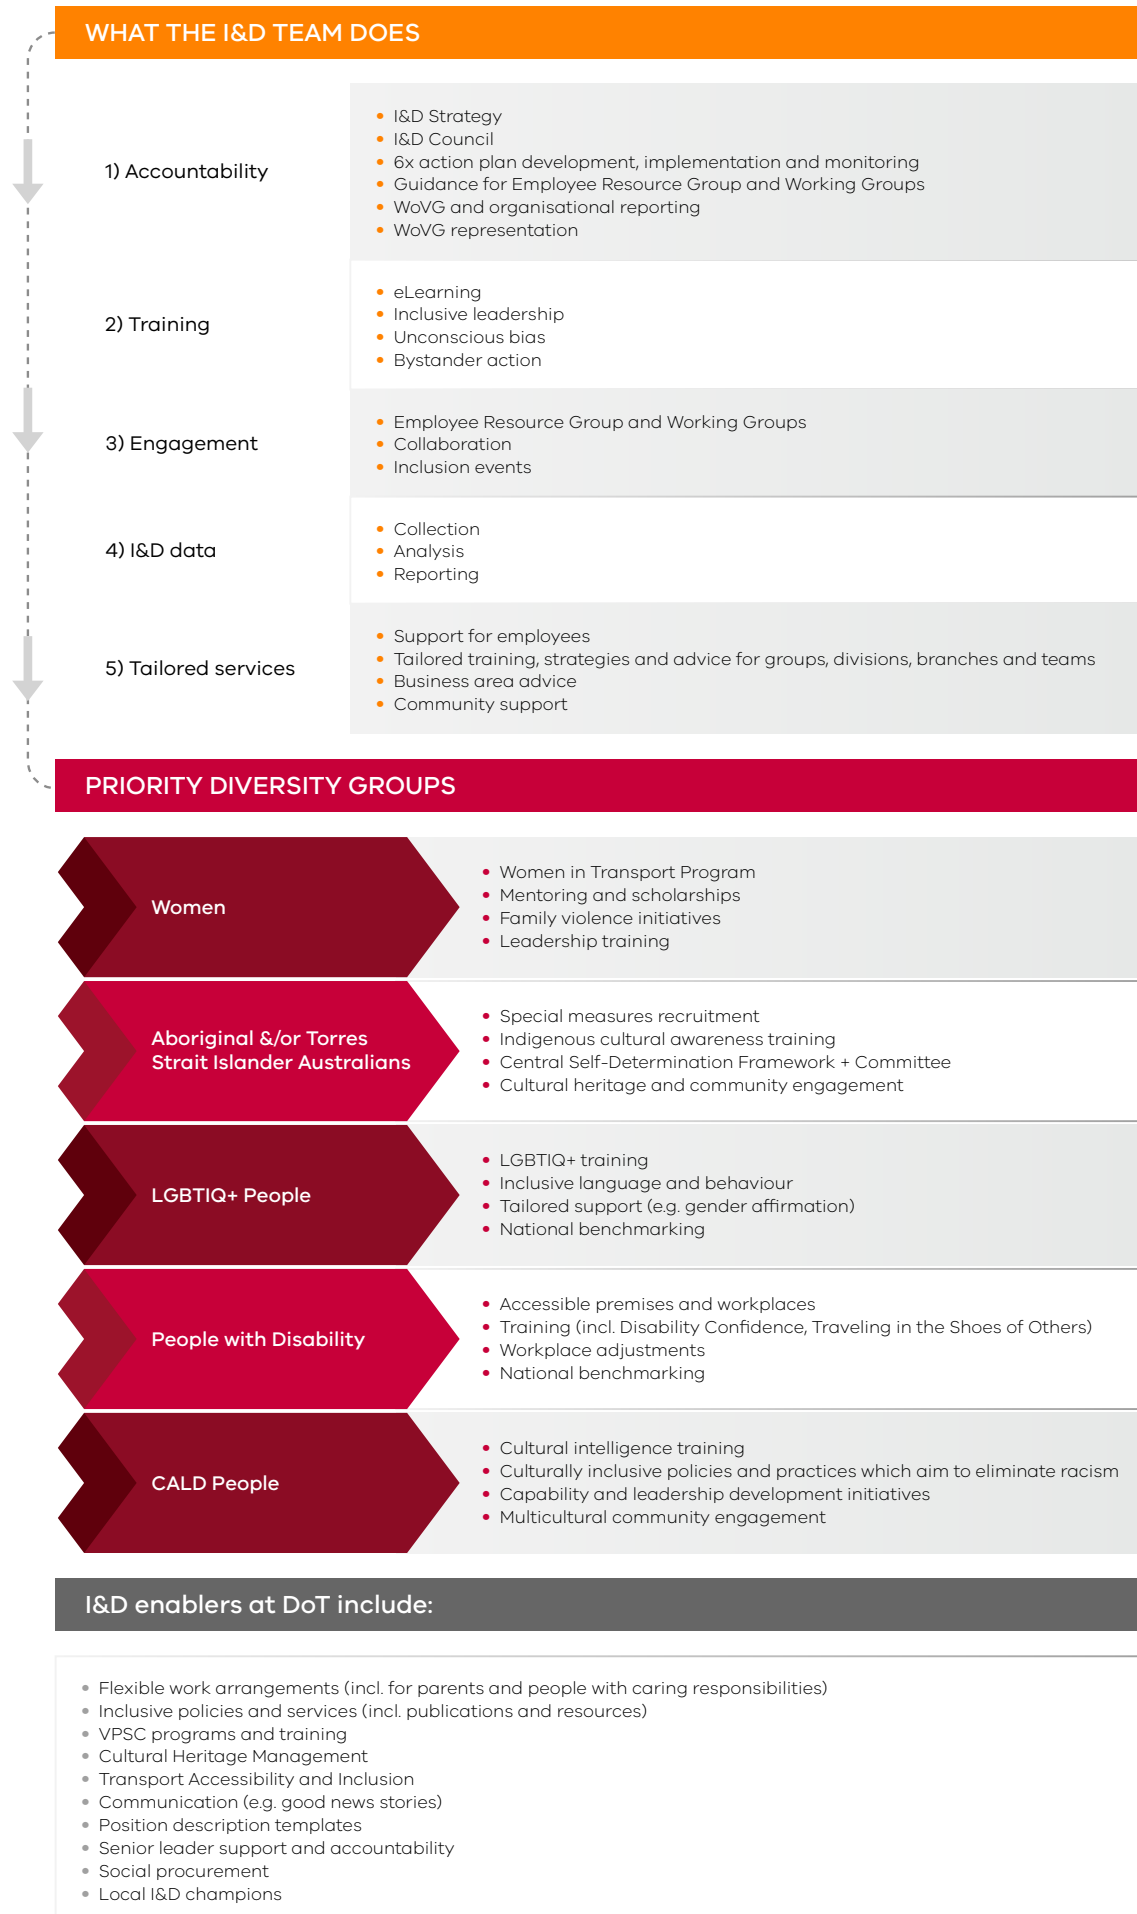 WHAT THE I&D TEAM DOES
1) Accountability
• I&D Strategy
• I&D Council
• 6x action plan development, implementation and monitoring
• Guidance for Employee Resource Group and Working Groups
• WoVG and organisational reporting
• WoVG representation
2) Training
• eLearning
• Inclusive leadership
• Unconscious bias
• Bystander action
3) Engagement
• Employee Resource Group and Working Groups
• Collaboration
• Inclusion events
4) I&D data
• Collection
• Analysis
• Reporting
5) Tailored services
• Support for employees
• Tailored training, strategies and advice for groups, divisions, branches and teams
• Business area advice
• Community support
PRIORITY DIVERSITY GROUPS
Women
• Women in Transport Program
• Mentoring and scholarships
• Family violence initiatives
• Leadership training
Aboriginal &/or Torres
Strait Islander Australians
• Special measures recruitment
• Indigenous cultural awareness training
• Central Self-Determination Framework + Committee
• Cultural heritage and community engagement
LGBTIQ+ People
• LGBTIQ+ training
• Inclusive language and behaviour
• Tailored support (e.g. gender affirmation)
• National benchmarking
People with Disability
• Accessible premises and workplaces
• Training (incl. Disability Confidence, Traveling in the Shoes of Others)
• Workplace adjustments
• National benchmarking
CALD People
• Cultural intelligence training
• Culturally inclusive policies and practices which aim to eliminate racism
• Capability and leadership development initiatives
• Multicultural community engagement
I&D enablers at DoT include:
• Flexible work arrangements (incl. for parents and people with caring responsibilities)
• Inclusive policies and services (incl. publications and resources)
• VPSC programs and training
• Cultural Heritage Management
• Transport Accessibility and Inclusion
• Communication (e.g. good news stories)
• Position description templates
• Senior leader support and accountability
• Social procurement
• Local I&D champions